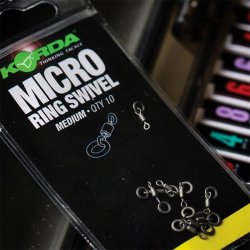 KORDA
THINKING TACKLE
MICRO
RING SWIVEL
MEDIUM • QTY 10